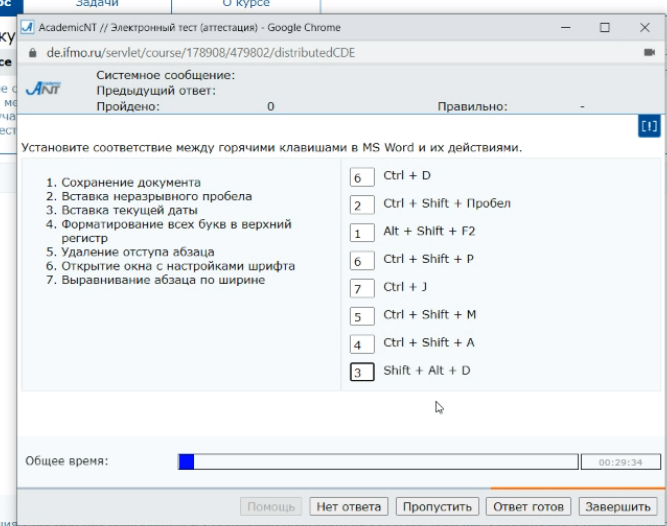 ос
Задачи
О курсе
AcademicNT // Электронный тест (аттестация) - Google Chrome
ку
de.ifmo.ru/servlet/course/178908/479802/distributedCDE
се
Системное сообщение:
ANT
Предыдущий ответ:
Пройдено: 0 Правильно: -
[!]
Установите соответствие между горячими клавишами в MS Word и их действиями.
1. Сохранение документа
2. Вставка неразрывного пробела
3. Вставка текущей даты
4. Форматирование всех букв в верхний
регистр
5. Удаление отступа абзаца
6. Открытие окна с настройками шрифта
7. Выравнивание абзаца по ширине
6 Ctrl + D
2 Ctrl + Shift + Пробел
1 Alt + Shift + F2
6 Ctrl + Shift + P
7 Ctrl + J
5 Ctrl + Shift + M
4 Ctrl + Shift + A
3 Shift + Alt + D
Общее время: 00:29:34
Помощь Нет ответа Пропустить Ответ готов Завершить